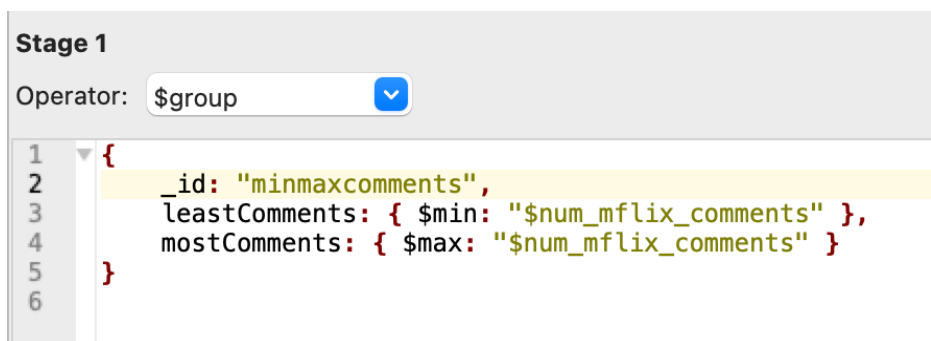 Stage 1
Operator: $group
1 {
2 _id: "minmaxcomments",
3 leastComments: { $min: "$num_mflix_comments" },
4 mostComments: { $max: "$num_mflix_comments" }
5 }
6